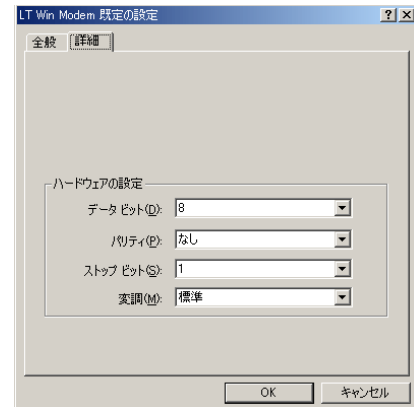 LT Win Modem 既定の設定
全般 詳細
ハードウェアの設定
データ ビット(D): 8
パリティ(P): なし
ストップ ビット(S): 1
変調(M): 標準
OK キャンセル